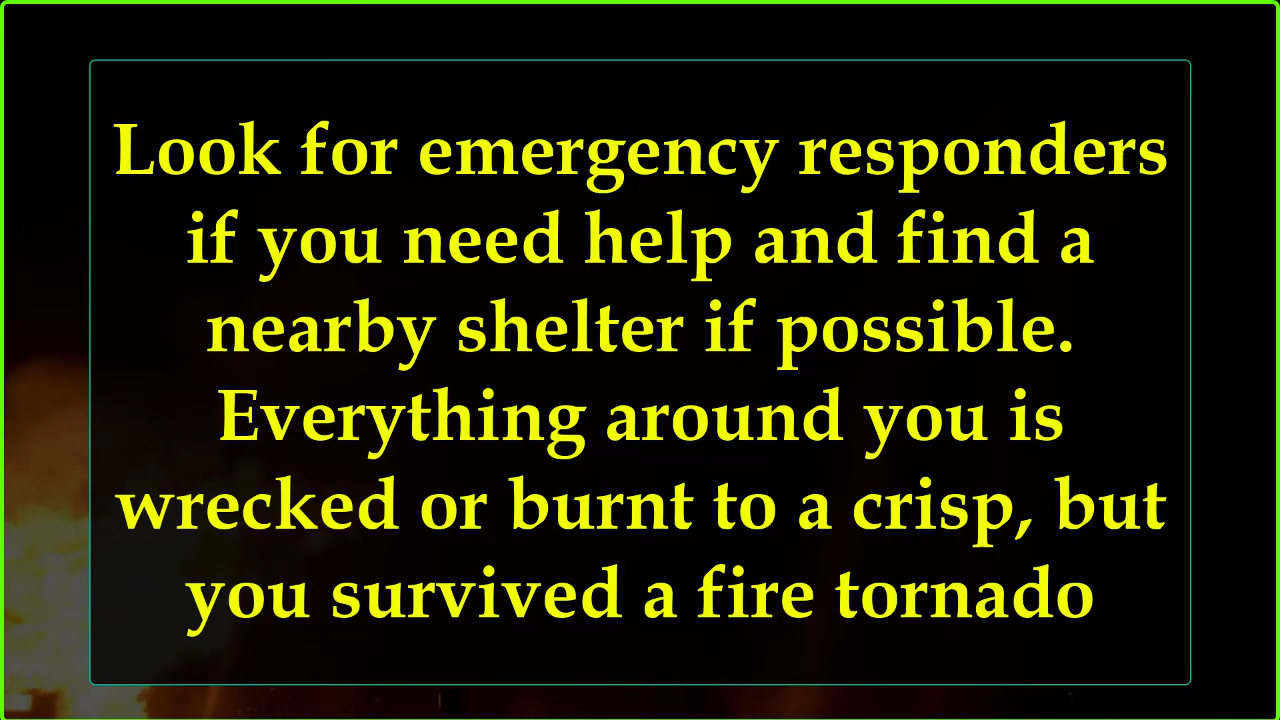 Look for emergency responders
if you need help and find a
nearby shelter if possible.
Everything around you is
wrecked or burnt to a crisp, but
you survived a fire tornado